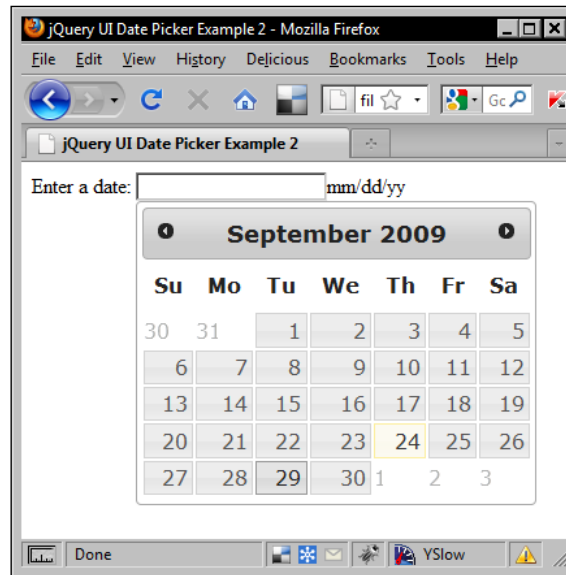 jQuery UI Date Picker Example 2 - Mozilla Firefox
File Edit View History Delicious Bookmarks Tools Help
fil Gc
jQuery UI Date Picker Example 2
Enter a date: mm/dd/yy
September 2009
Su Mo Tu We Th Fr Sa
30 31 1 2 3 4 5
6 7 8 9 10 11 12
13 14 15 16 17 18 19
20 21 22 23 24 25 26
27 28 29 30 1 2 3
Done YSlow